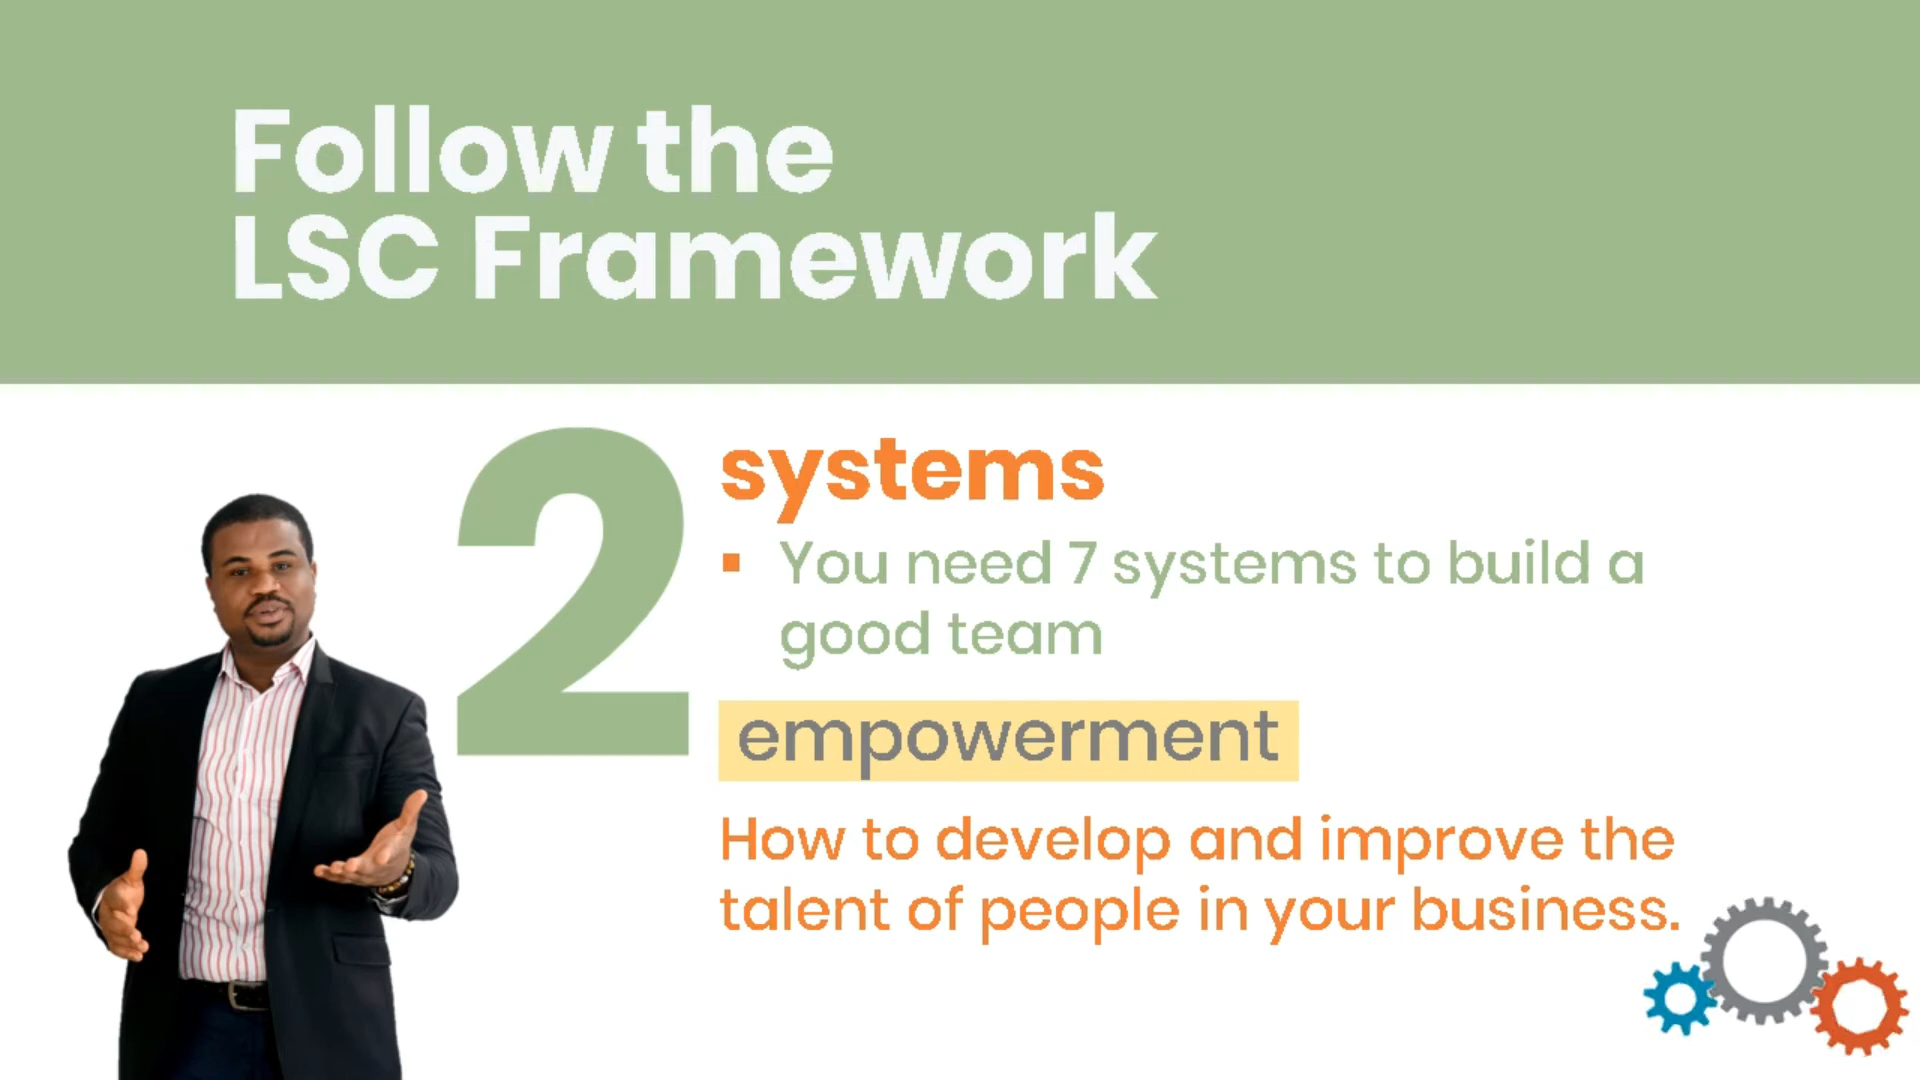 Follow the
LSC Framework
2
systems
▪ You need 7 systems to build a
good team
empowerment
How to develop and improve the
talent of people in your business.